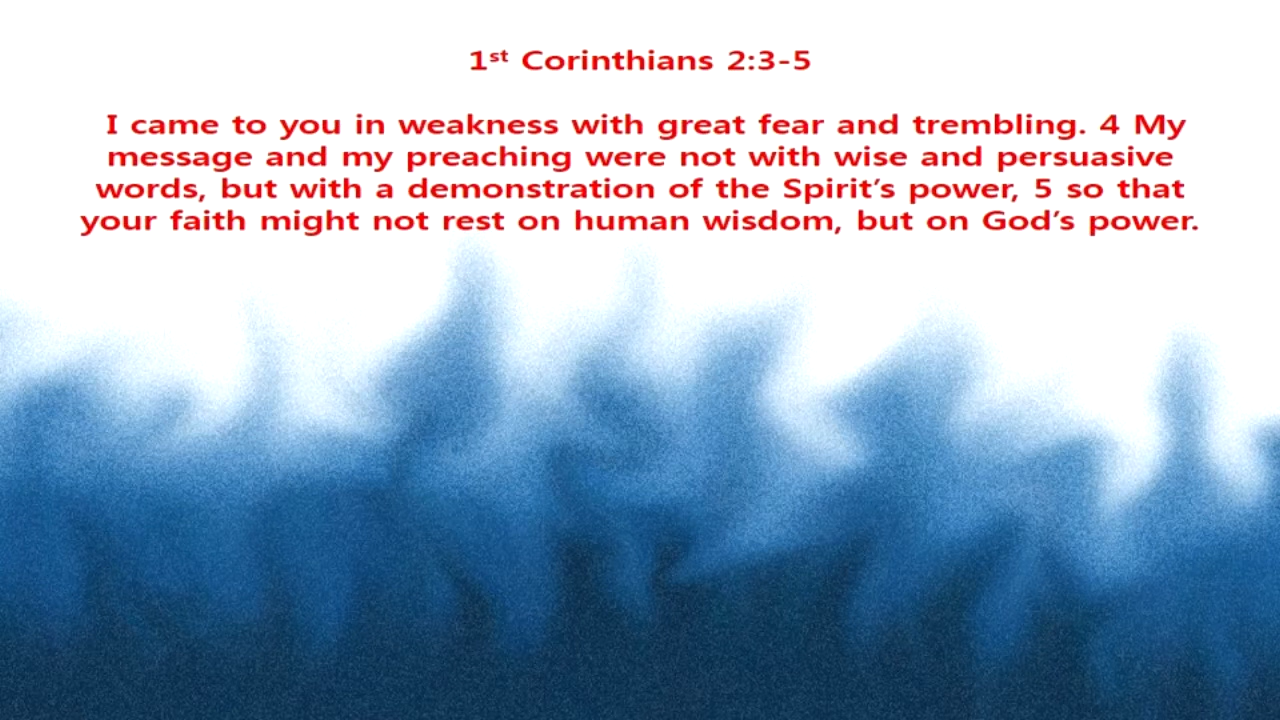 1st Corinthians 2:3-5
I came to you in weakness with great fear and trembling. 4 My
message and my preaching were not with wise and persuasive
words, but with a demonstration of the Spirit’s power, 5 so that
your faith might not rest on human wisdom, but on God’s power.